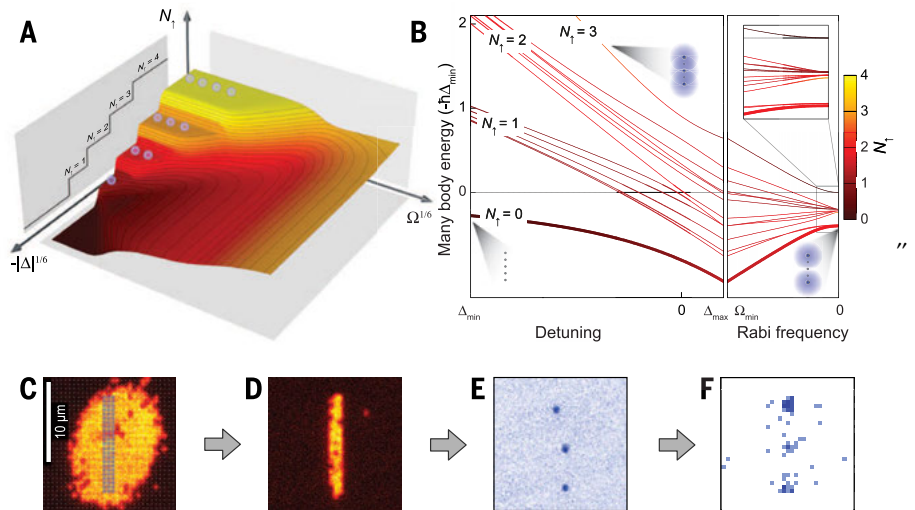 A
N↑
N↑ = 4
N↑ = 3
N↑ = 2
N↑ = 1
-|Δ|^1/6
Ω^1/6
B
Many body energy (-ħΔmin)
2
1
0
N↑ = 2
N↑ = 3
N↑ = 1
N↑ = 0
Δmin
0
Δmax
Ωmin
0
Detuning
Rabi frequency
4
3
2
1
0
N↑
"
C
10 μm
D
E
F